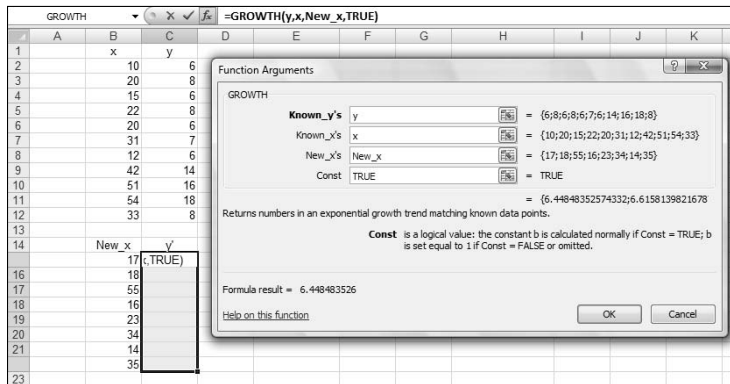 GROWTH fx =GROWTH(y,x,New_x,TRUE)
A B C D E F G H I J K
1 x y
2 10 6
3 20 8
4 15 6
5 22 8
6 20 6
7 31 7
8 12 6
9 42 14
10 51 16
11 54 18
12 33 8
13
14 New_x y'
17 x,TRUE)
16 18
17 55
18 16
19 23
20 34
21 14
35
23
Function Arguments
GROWTH
Known_y's y = {6;8;6;8;6;7;6;14;16;18;8}
Known_x's x = {10;20;15;22;20;31;12;42;51;54;33}
New_x's New_x = {17;18;55;16;23;34;14;35}
Const TRUE = TRUE
= {6.44848352574332;6.6158139821678
Returns numbers in an exponential growth trend matching known data points.
Const is a logical value: the constant b is calculated normally if Const = TRUE; b
is set equal to 1 if Const = FALSE or omitted.
Formula result = 6.448483526
Help on this function
OK Cancel